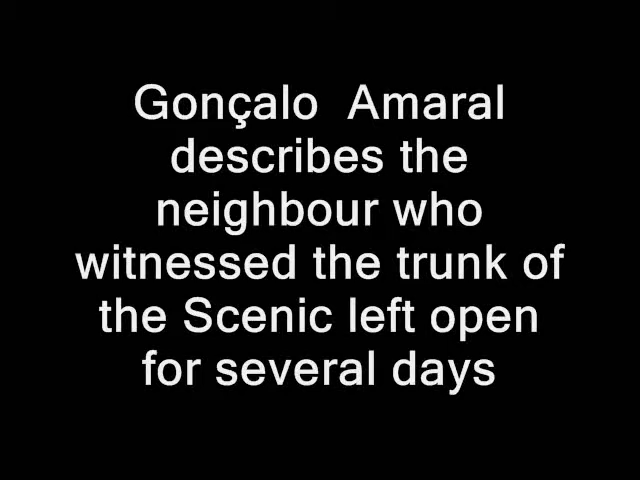 Gonçalo  Amaral
describes the
neighbour who
witnessed the trunk of
the Scenic left open
for several days